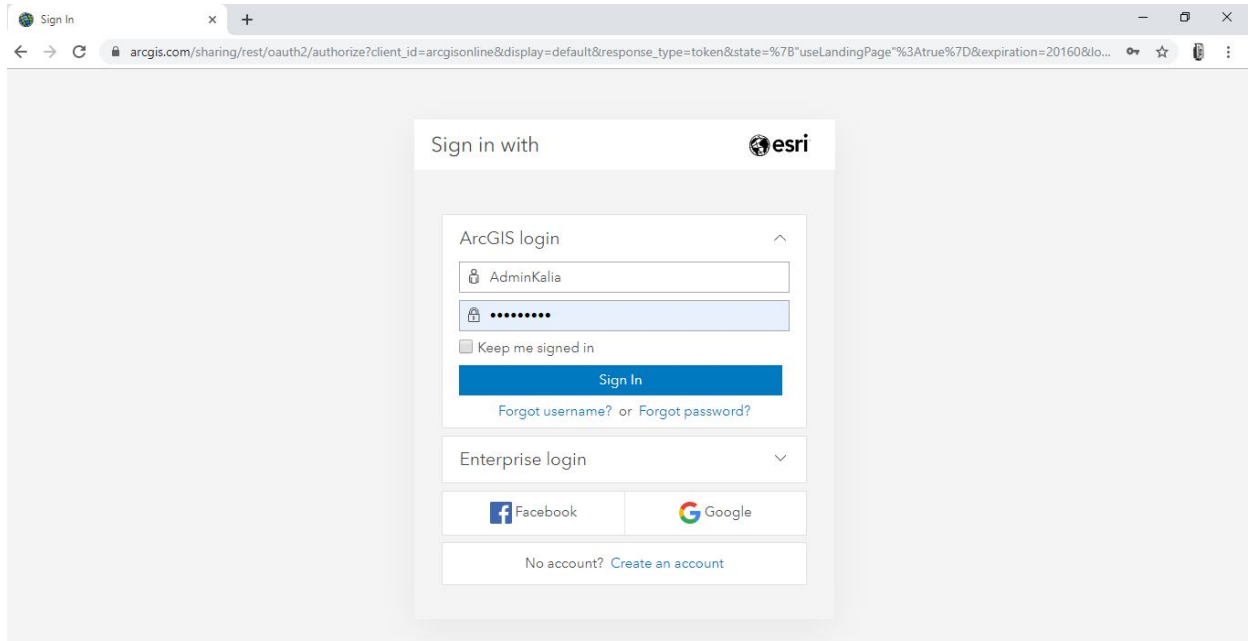 Sign In
arcgis.com/sharing/rest/oauth2/authorize?client_id=arcgisonline&display=default&response_type=token&state=%7B"useLandingPage"%3Atrue%7D&expiration=20160&lo...
Sign in with
esri
ArcGIS login
AdminKalia
•••••••••
Keep me signed in
Sign In
Forgot username? or Forgot password?
Enterprise login
Facebook
Google
No account? Create an account